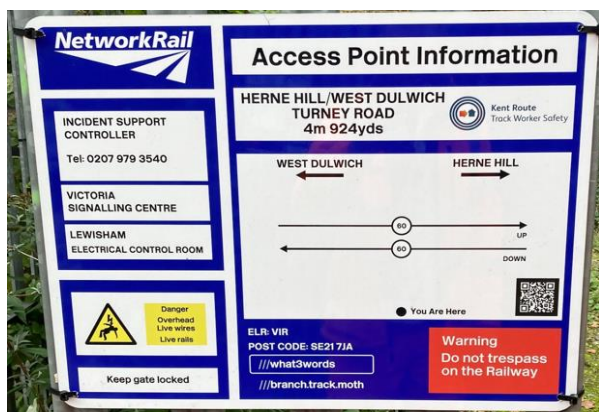 NetworkRail
INCIDENT SUPPORT
CONTROLLER
Tel: 0207 979 3540
VICTORIA
SIGNALLING CENTRE
LEWISHAM
ELECTRICAL CONTROL ROOM
Danger
Overhead
Live wires
Live rails
Keep gate locked
Access Point Information
HERNE HILL/WEST DULWICH
TURNEY ROAD
4m 924yds
Kent Route
Track Worker Safety
WEST DULWICH
HERNE HILL
60
UP
60
DOWN
You Are Here
ELR: VIR
POST CODE: SE21 7JA
///what3words
///branch.track.moth
Warning
Do not trespass
on the Railway